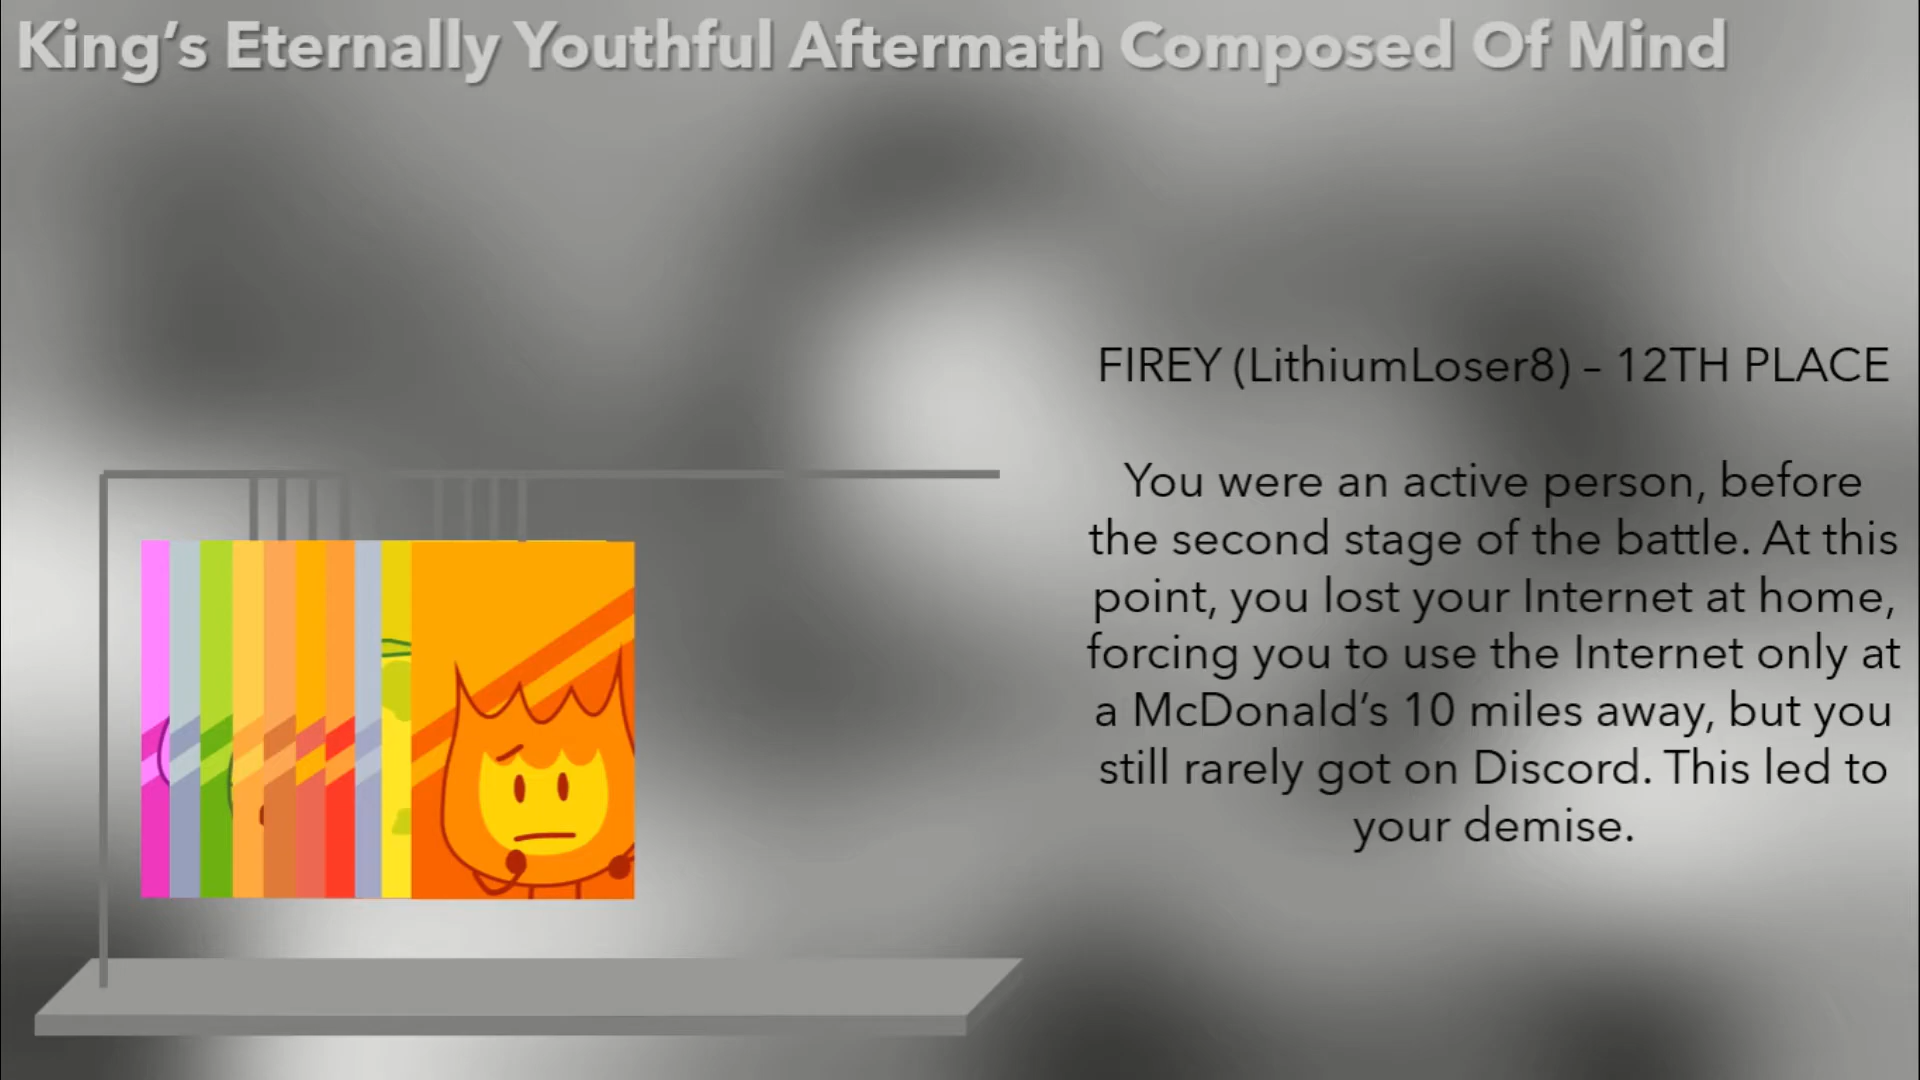 King’s Eternally Youthful Aftermath Composed Of Mind
FIREY (LithiumLoser8) – 12TH PLACE
You were an active person, before
the second stage of the battle. At this
point, you lost your Internet at home,
forcing you to use the Internet only at
a McDonald’s 10 miles away, but you
still rarely got on Discord. This led to
your demise.